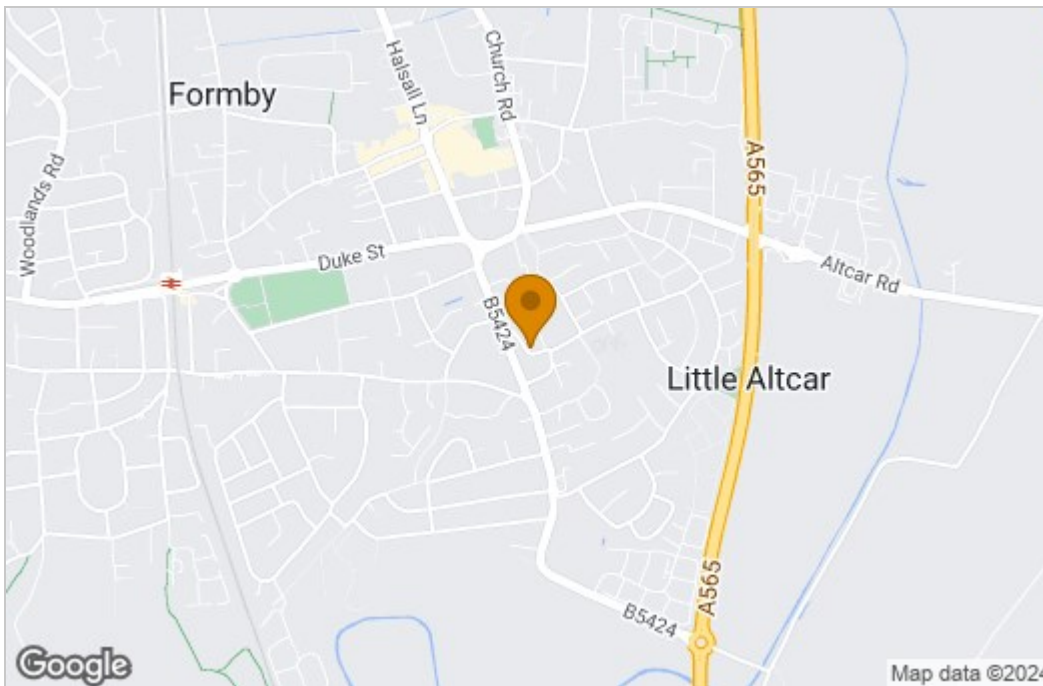 Formby
Halsall Ln
Church Rd
A565
Woodlands Rd
Duke St
Altcar Rd
B5424
Little Altcar
A565
B5424
Google
Map data ©2024